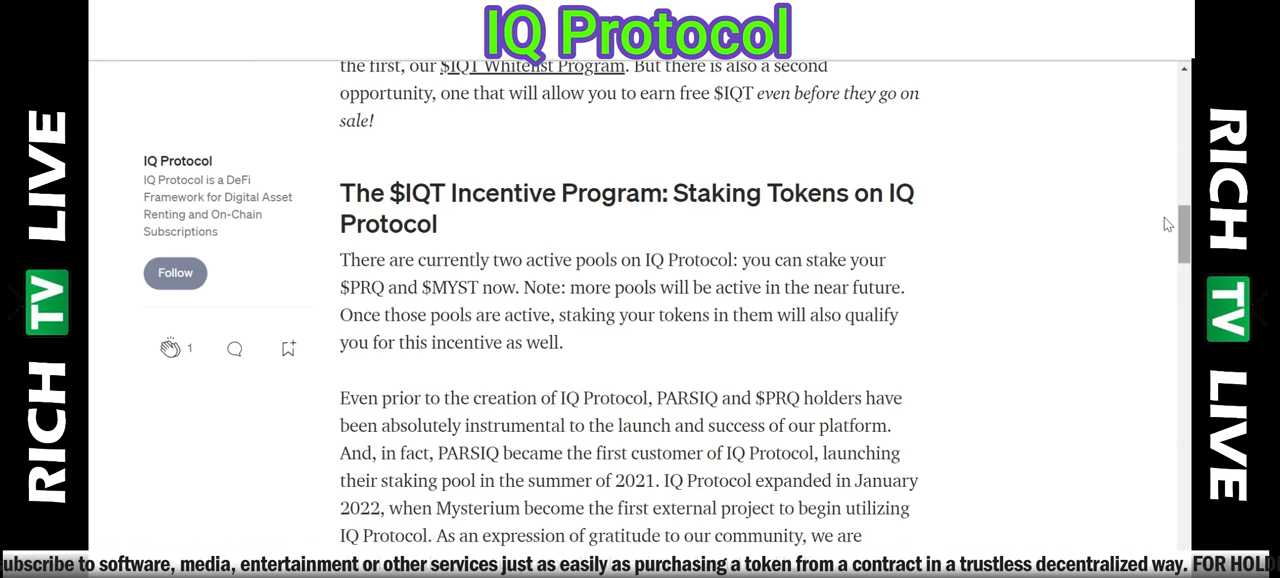 IQ Protocol
the first, our $IQT Whitelist Program. But there is also a second
opportunity, one that will allow you to earn free $IQT even before they go on
sale!
IQ Protocol
IQ Protocol is a DeFi
Framework for Digital Asset
Renting and On-Chain
Subscriptions
Follow
1
The $IQT Incentive Program: Staking Tokens on IQ
Protocol
There are currently two active pools on IQ Protocol: you can stake your
$PRQ and $MYST now. Note: more pools will be active in the near future.
Once those pools are active, staking your tokens in them will also qualify
you for this incentive as well.
Even prior to the creation of IQ Protocol, PARSIQ and $PRQ holders have
been absolutely instrumental to the launch and success of our platform.
And, in fact, PARSIQ became the first customer of IQ Protocol, launching
their staking pool in the summer of 2021. IQ Protocol expanded in January
2022, when Mysterium become the first external project to begin utilizing
IQ Protocol. As an expression of gratitude to our community, we are
RICH TV LIVE
RICH TV LIVE
ubscribe to software, media, entertainment or other services just as easily as purchasing a token from a contract in a trustless decentralized way. FOR HOLD